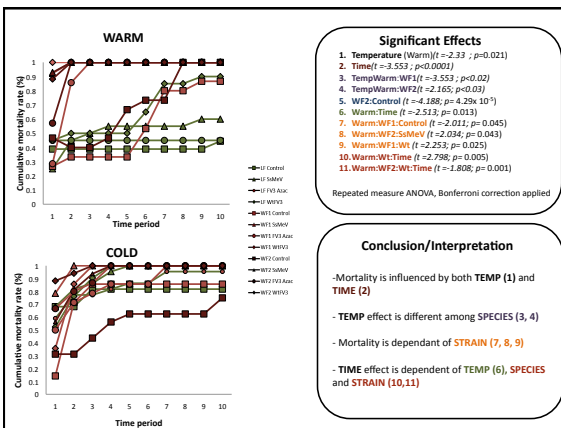 WARM
Cumulative mortality rate (%)
1
0.9
0.8
0.7
0.6
0.5
0.4
0.3
0.2
0.1
0
1 2 3 4 5 6 7 8 9 10
Time period
COLD
Cumulative mortality rate (%)
1
0.9
0.8
0.7
0.6
0.5
0.4
0.3
0.2
0.1
0
1 2 3 4 5 6 7 8 9 10
Time period
LF Control
LF SsMeV
LF FV3 Azac
LF WtFV3
WF1 Control
WF1 SsMeV
WF1 FV3 Azac
WF1 WtFV3
WF2 Control
WF2 SsMeV
WF2 FV3 Azac
WF2 WtFV3
Significant Effects
1. Temperature (Warm)(t =-2.33 ; p=0.021)
2. Time(t =-3.553 ; p<0.0001)
3. TempWarm:WF1(t =-3.553 ; p<0.02)
4. TempWarm:WF2(t =2.165; p<0.03)
5. WF2:Control(t =-4.188; p= 4.29x 10⁻⁵)
6. Warm:Time(t =-2.513; p= 0.013)
7. Warm:WF1:Control(t =-2.011; p= 0.045)
8. Warm:WF2:SsMeV(t =2.034; p= 0.043)
9. Warm:WF1:Wt(t =2.253; p= 0.025)
10. Warm:Wt:Time(t =2.798; p= 0.005)
11. Warm:WF2:Wt:Time(t =-1.808; p= 0.001)
Repeated measure ANOVA, Bonferroni correction applied
Conclusion/Interpretation
-Mortality is influenced by both TEMP (1) and
TIME (2)
- TEMP effect is different among SPECIES (3, 4)
- Mortality is dependant of STRAIN (7, 8, 9)
- TIME effect is dependent of TEMP (6), SPECIES
and STRAIN (10,11)